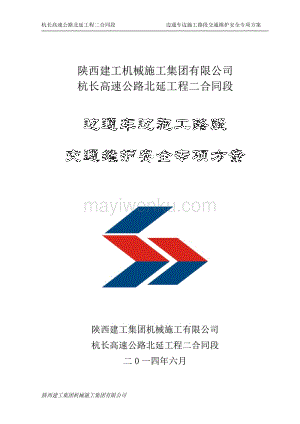 杭长高速公路北延工程二合同段 边通车边施工路段交通维护安全专项方案
陕西建工机械施工集团有限公司
杭长高速公路北延工程二合同段
边通车边施工路段
交通维护安全专项方案
mayiwenku.com
陕西建工集团机械施工有限公司
杭长高速公路北延工程二合同段
二〇一四年六月
陕西建工集团机械施工集团有限公司